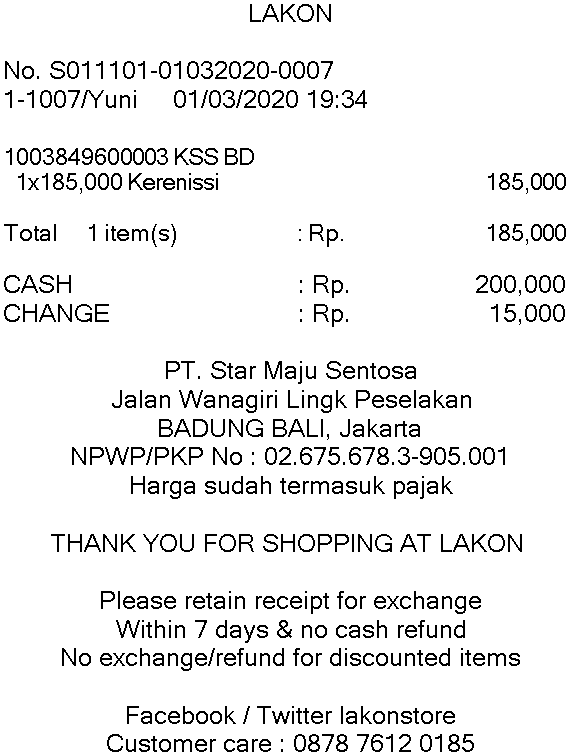 LAKON
No. S011101-01032020-0007
1-1007/Yuni 01/03/2020 19:34
1003849600003 KSS BD
1x185,000 Kerenissi 185,000
Total 1 item(s) : Rp. 185,000
CASH : Rp. 200,000
CHANGE : Rp. 15,000
PT. Star Maju Sentosa
Jalan Wanagiri Lingk Peselakan
BADUNG BALI, Jakarta
NPWP/PKP No : 02.675.678.3-905.001
Harga sudah termasuk pajak
THANK YOU FOR SHOPPING AT LAKON
Please retain receipt for exchange
Within 7 days & no cash refund
No exchange/refund for discounted items
Facebook / Twitter lakonstore
Customer care : 0878 7612 0185